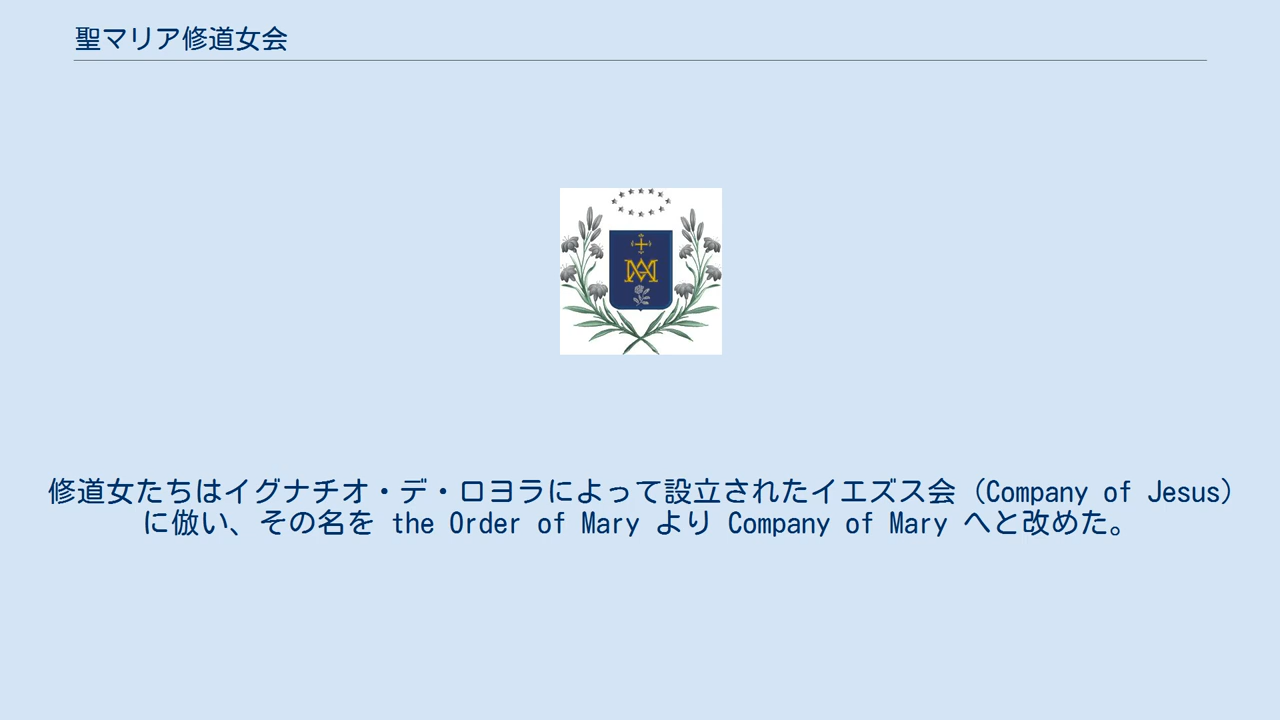 聖マリア修道女会
修道女たちはイグナチオ・デ・ロヨラによって設立されたイエズス会（Company of Jesus）
に倣い、その名を the Order of Mary より Company of Mary へと改めた。